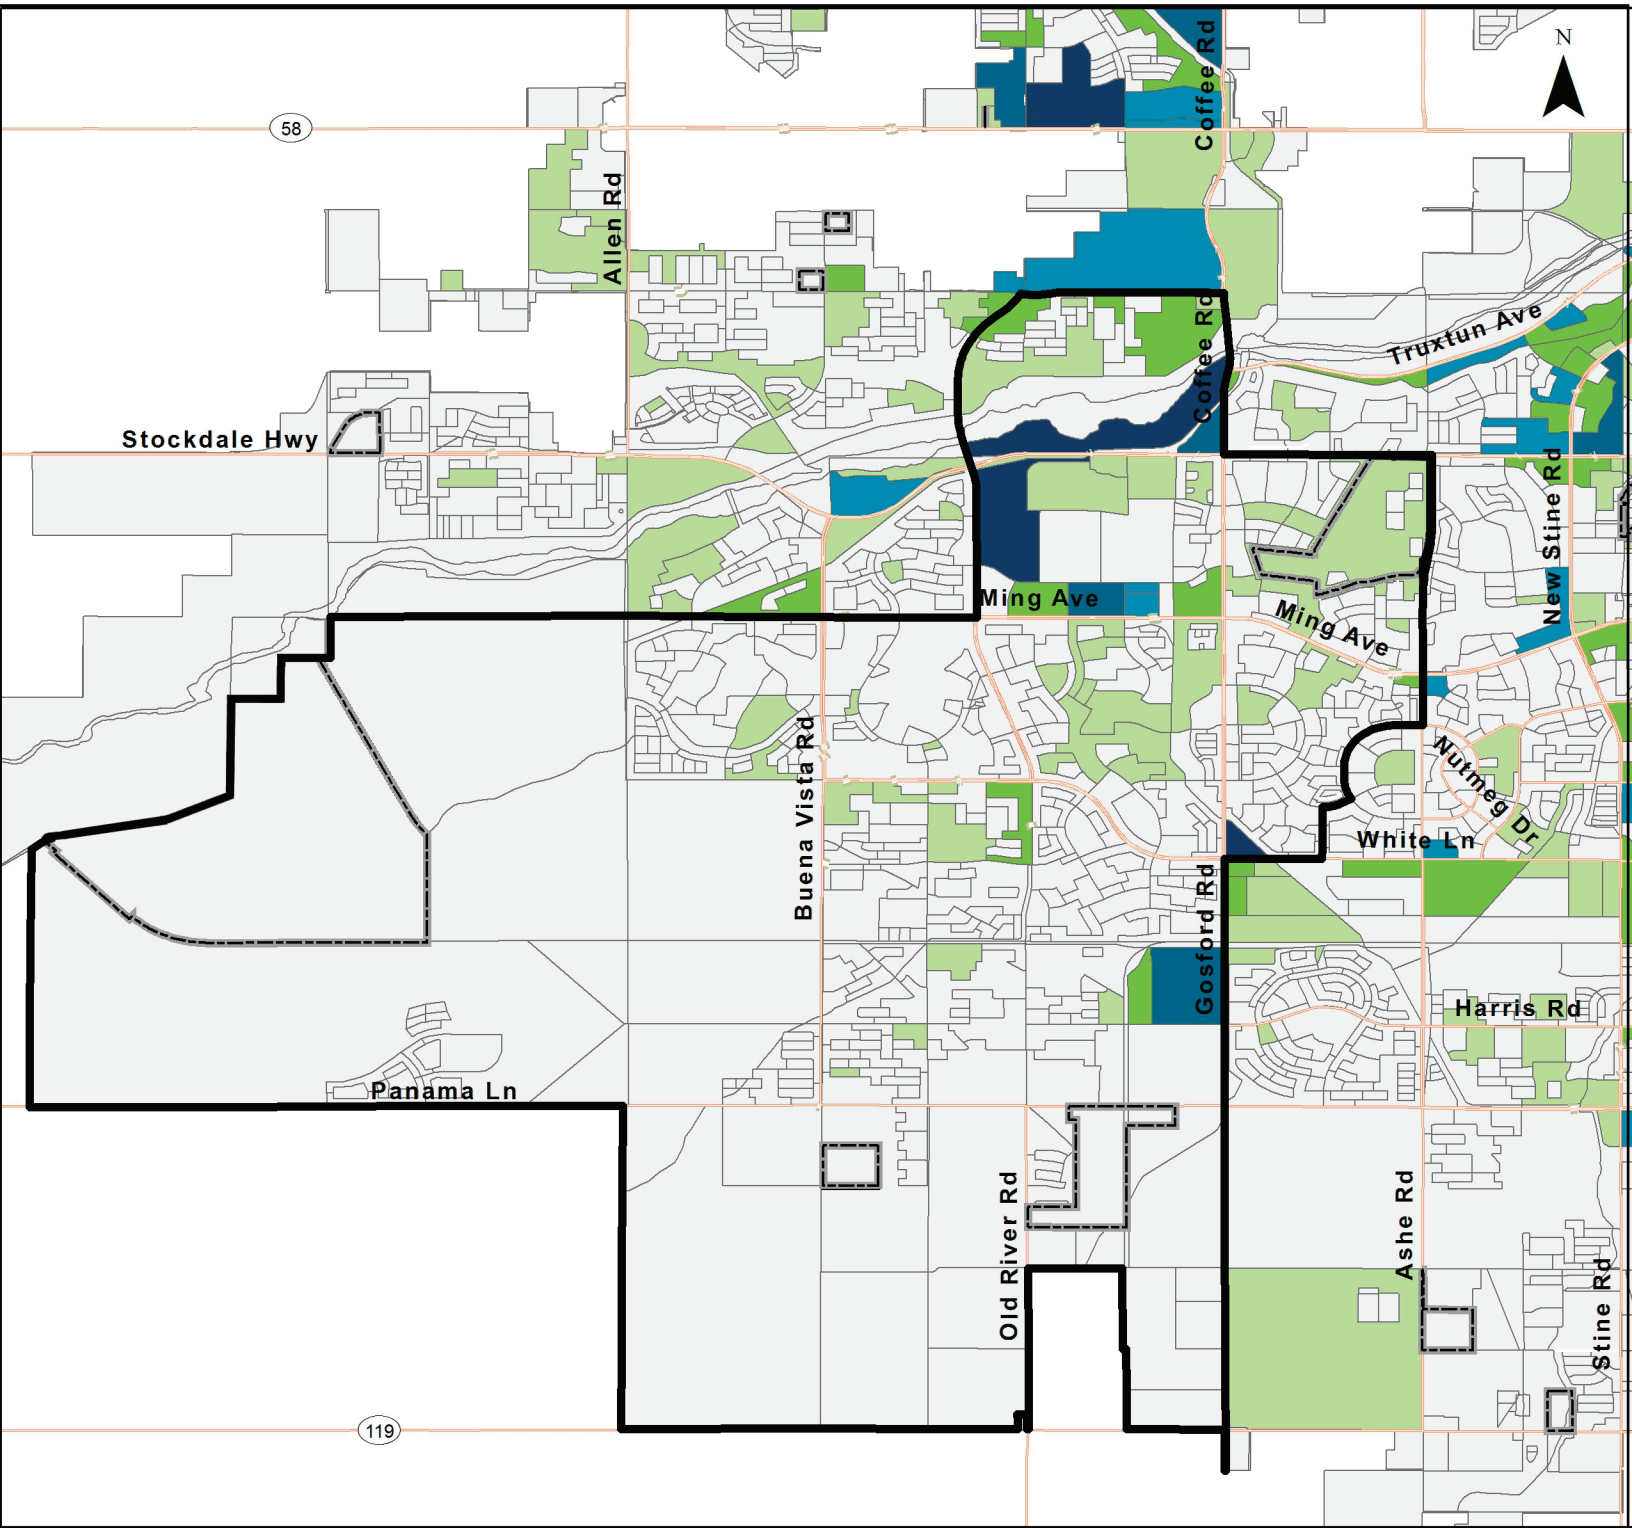 N
Coffee Rd
58
Allen Rd
Truxtun Ave
Coffee Rd
Stockdale Hwy
New Stine Rd
Ming Ave
Ming Ave
Buena Vista Rd
Nutmeg Dr
White Ln
Gosford Rd
Harris Rd
Panama Ln
Old River Rd
Ashe Rd
Stine Rd
119